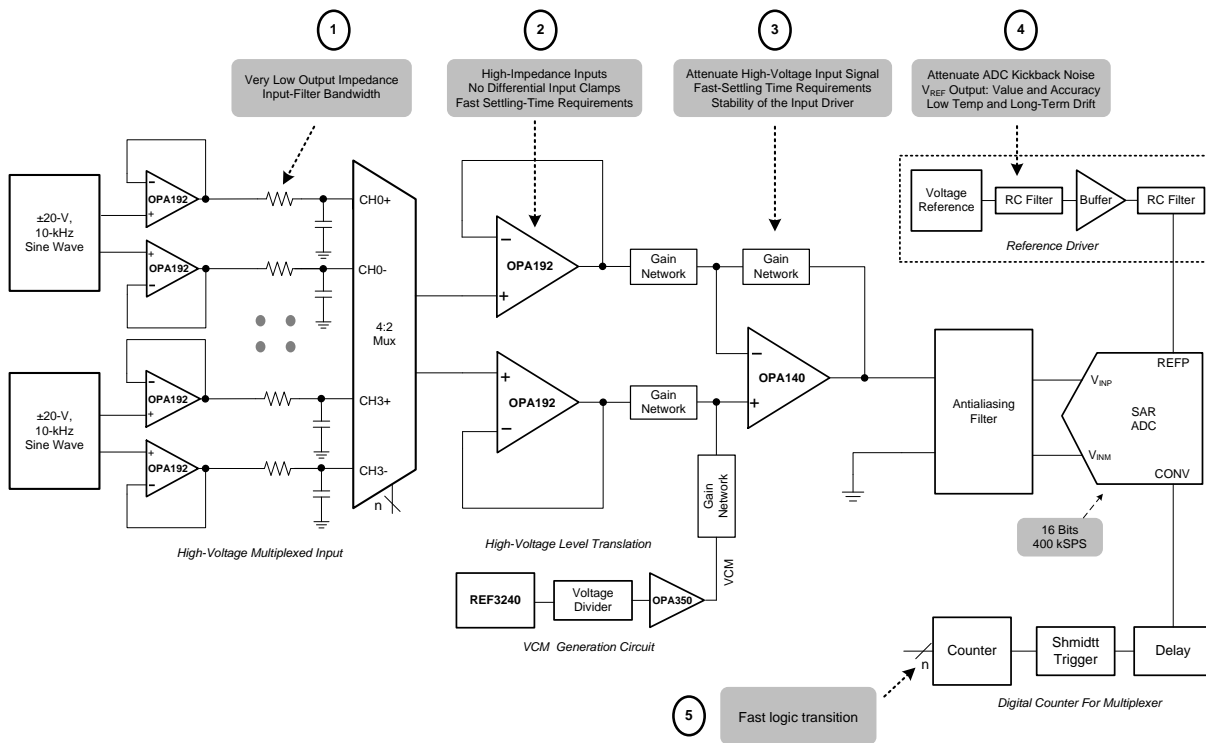 1
2
3
4
Very Low Output Impedance
Input-Filter Bandwidth
High-Impedance Inputs
No Differential Input Clamps
Fast Settling-Time Requirements
Attenuate High-Voltage Input Signal
Fast-Settling Time Requirements
Stability of the Input Driver
Attenuate ADC Kickback Noise
VREF Output: Value and Accuracy
Low Temp and Long-Term Drift
±20-V,
10-kHz
Sine Wave
OPA192
OPA192
CH0+
CH0-
4:2
Mux
±20-V,
10-kHz
Sine Wave
OPA192
OPA192
CH3+
CH3-
n
High-Voltage Multiplexed Input
OPA192
OPA192
Gain
Network
Gain
Network
Gain
Network
Gain
Network
OPA140
VCM
High-Voltage Level Translation
REF3240
Voltage
Divider
OPA350
VCM Generation Circuit
Voltage
Reference
RC Filter
Buffer
RC Filter
Reference Driver
Antialiasing
Filter
REFP
VINP
SAR
ADC
VINM
CONV
16 Bits
400 kSPS
n
Counter
Shmidtt
Trigger
Delay
Digital Counter For Multiplexer
5
Fast logic transition